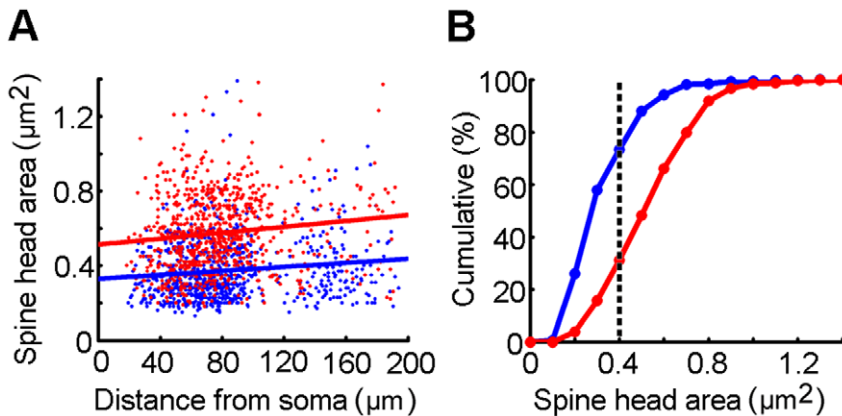 A
Spine head area (µm²)
1.2
0.8
0.4
0
0 40 80 120 160 200
Distance from soma (µm)
B
Cumulative (%)
100
80
60
40
20
0
0 0.4 0.8 1.2
Spine head area (µm²)